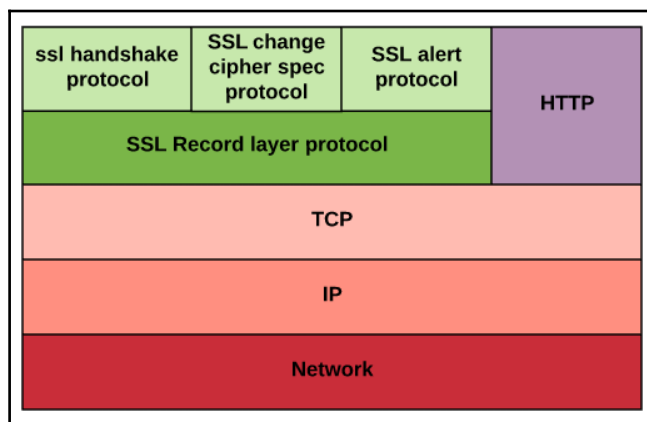 ssl handshake
protocol
SSL change
cipher spec
protocol
SSL alert
protocol
HTTP
SSL Record layer protocol
TCP
IP
Network